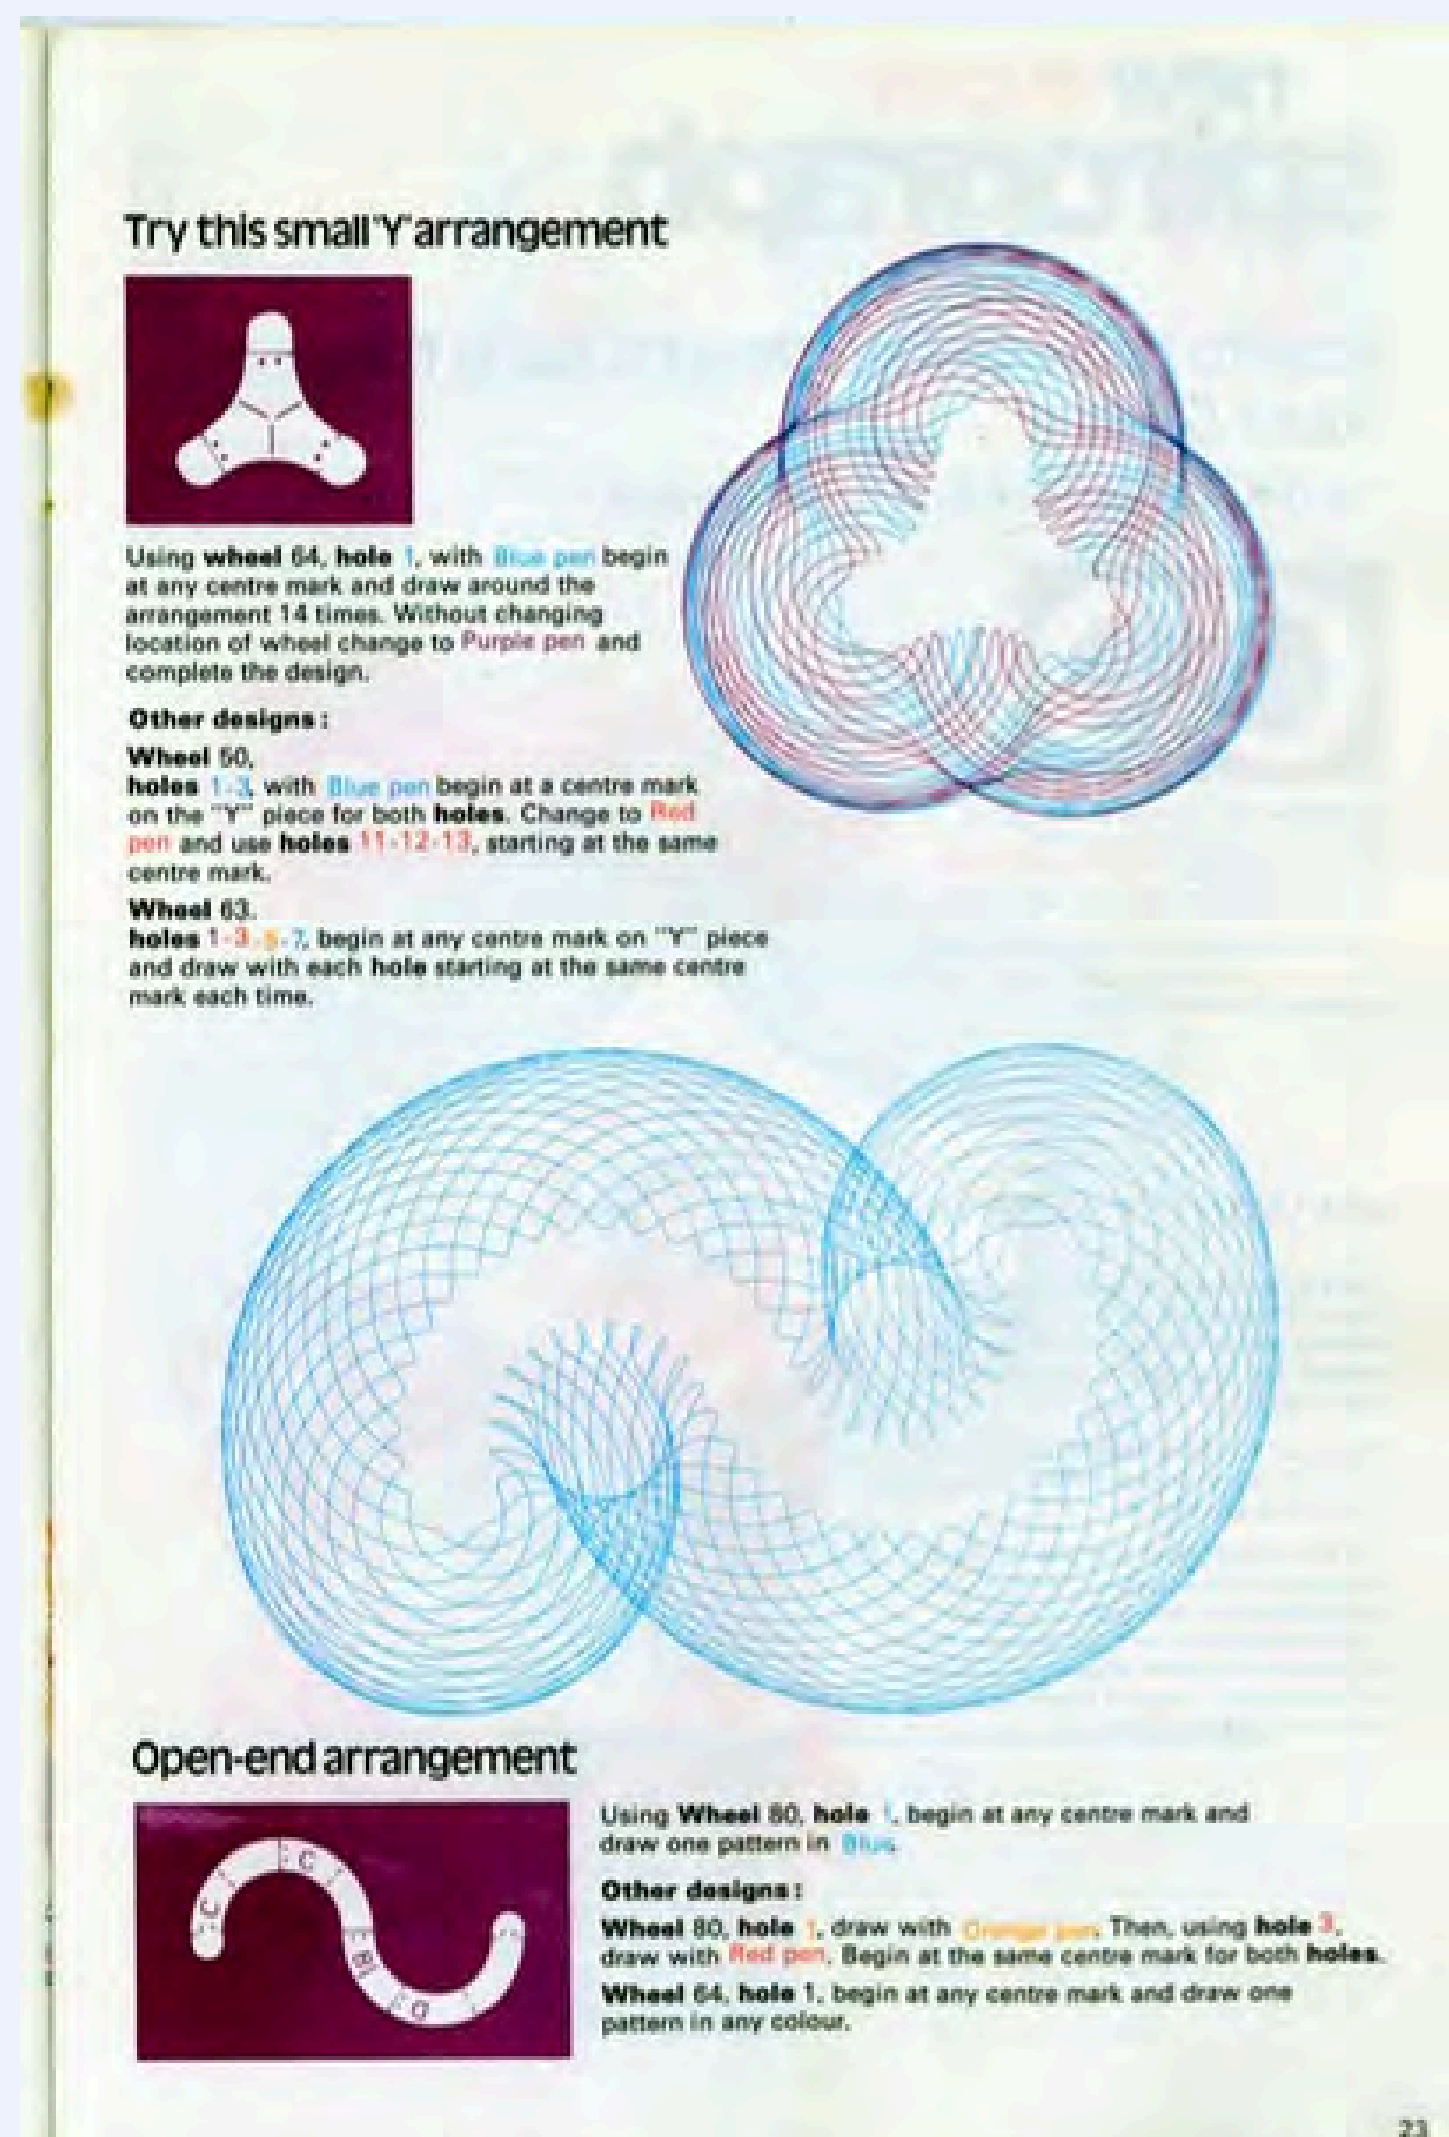 Try this small 'Y' arrangement
Using wheel 64, hole 1, with Blue pen begin
at any centre mark and draw around the
arrangement 14 times. Without changing
location of wheel change to Purple pen and
complete the design.
Other designs:
Wheel 50,
holes 1-3, with Blue pen begin at a centre mark
on the "Y" piece for both holes. Change to Red
pen and use holes 11-12-13, starting at the same
centre mark.
Wheel 63.
holes 1-3-5-7, begin at any centre mark on "Y" piece
and draw with each hole starting at the same centre
mark each time.
Open-end arrangement
C
C
Using Wheel 80, hole 1, begin at any centre mark and
draw one pattern in Blue.
Other designs:
Wheel 80, hole 1, draw with Orange pen. Then, using hole 3,
draw with Red pen. Begin at the same centre mark for both holes.
Wheel 64, hole 1, begin at any centre mark and draw one
pattern in any colour.
23